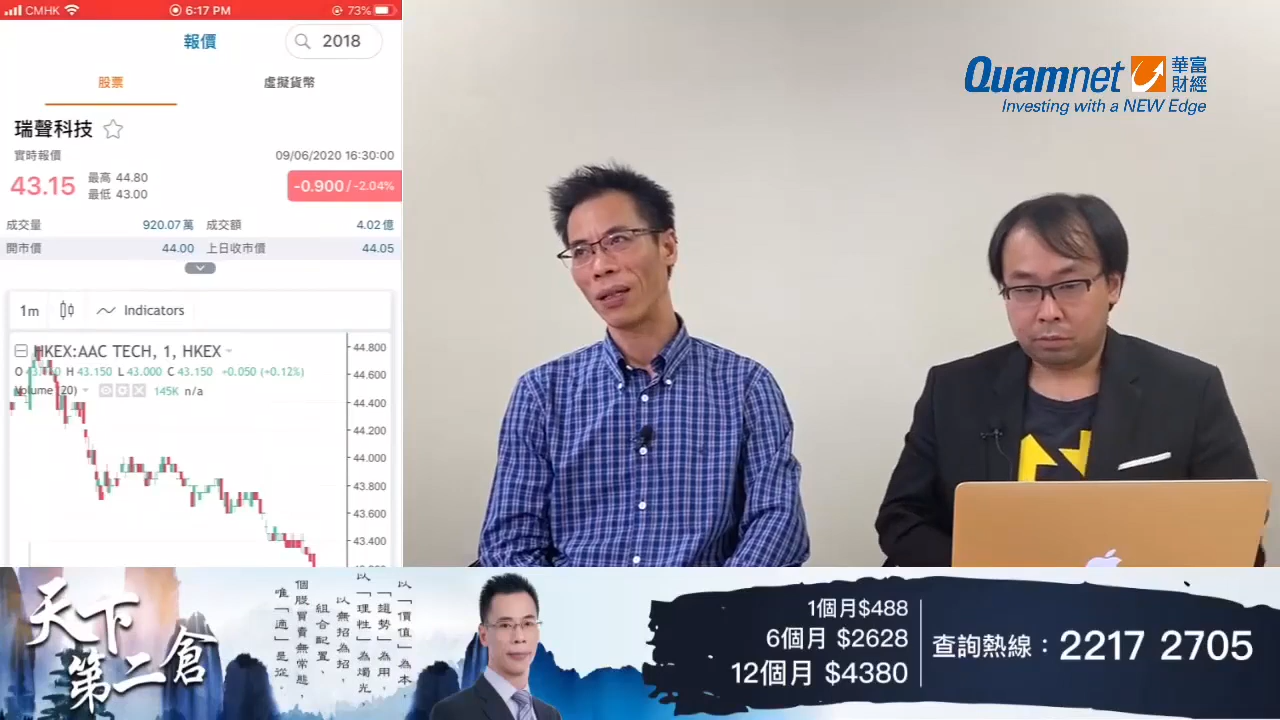 CMHK
6:17 PM
73%
報價
2018
股票
虛擬貨幣
瑞聲科技
實時報價
09/06/2020 16:30:00
43.15
最高 44.80
最低 43.00
-0.900 / -2.04%
成交量 920.07萬 成交額 4.02億
開市價 44.00 上日收市價 44.05
1m
Indicators
HKEX:AAC TECH, 1, HKEX
H 43.150 L 43.000 C 43.150 +0.050 (+0.12%)
Volume (20)
145K n/a
44.800
44.600
44.400
44.200
44.000
43.800
43.600
43.400
Quamnet 華富財經
Investing with a NEW Edge
天下第二倉
以「價值」為本,
「趨勢」為用,
以「理性」為燭光,
以無招為招,
組合配置,
個股買賣無常態,
唯「適」是從.
1個月$488
6個月 $2628
12個月 $4380
查詢熱線：2217 2705